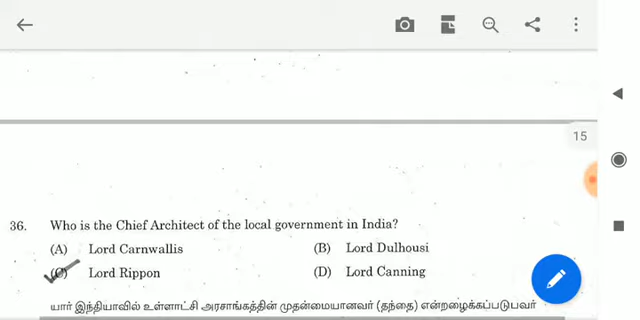 15
36. Who is the Chief Architect of the local government in India?
(A) Lord Carnwallis (B) Lord Dulhousi
(C) Lord Rippon (D) Lord Canning
யார் இந்தியாவில் உள்ளாட்சி அரசாங்கத்தின் முதன்மையானவர் (தந்தை) என்றழைக்கப்படுபவர்